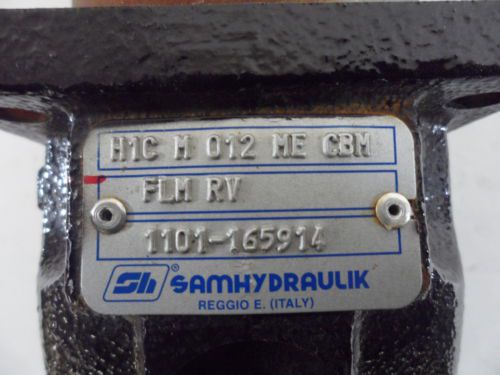 H1C M 012 ME CBM
FLM RV
1101-165914
Sh® SAMHYDRAULIK
REGGIO E. (ITALY)